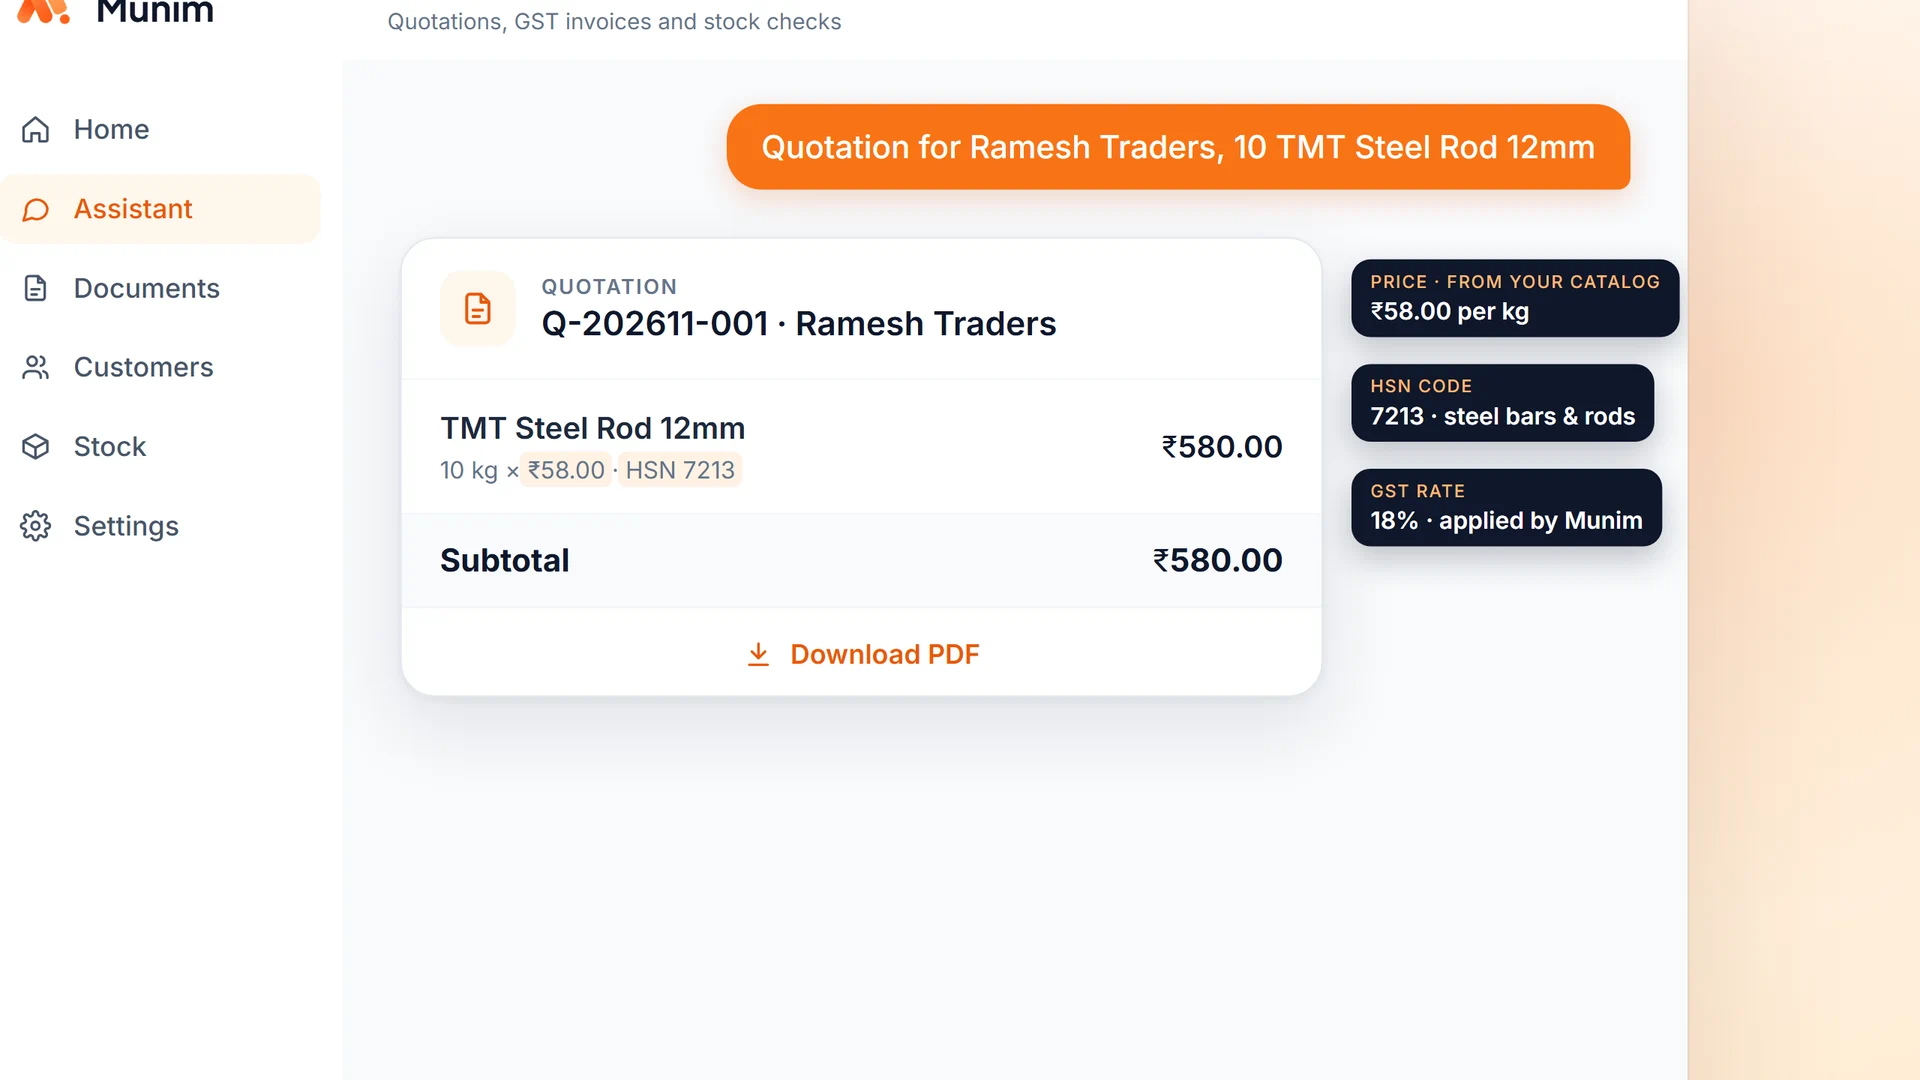 Munim
Quotations, GST invoices and stock checks
Home
Assistant
Documents
Customers
Stock
Settings
Quotation for Ramesh Traders, 10 TMT Steel Rod 12mm
QUOTATION
Q-202611-001 · Ramesh Traders
TMT Steel Rod 12mm
10 kg × ₹58.00 · HSN 7213
₹580.00
Subtotal
₹580.00
Download PDF
PRICE · FROM YOUR CATALOG
₹58.00 per kg
HSN CODE
7213 · steel bars & rods
GST RATE
18% · applied by Munim